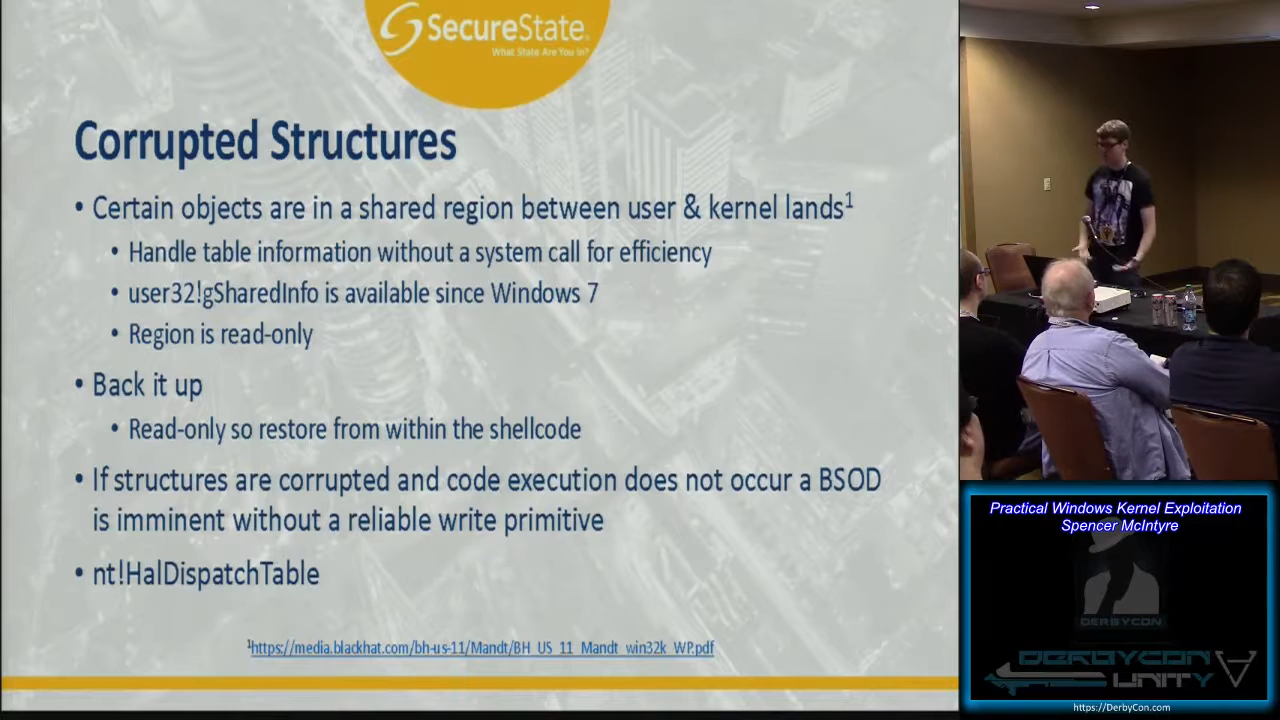 SecureState
What State Are You In?
Corrupted Structures
• Certain objects are in a shared region between user & kernel lands¹
• Handle table information without a system call for efficiency
• user32!gSharedInfo is available since Windows 7
• Region is read-only
• Back it up
• Read-only so restore from within the shellcode
• If structures are corrupted and code execution does not occur a BSOD
is imminent without a reliable write primitive
• nt!HalDispatchTable
¹https://media.blackhat.com/bh-us-11/Mandt/BH_US_11_Mandt_win32k_WP.pdf
Practical Windows Kernel Exploitation
Spencer McIntyre
DERBYCON
DERBYCON
UNITY
https://DerbyCon.com